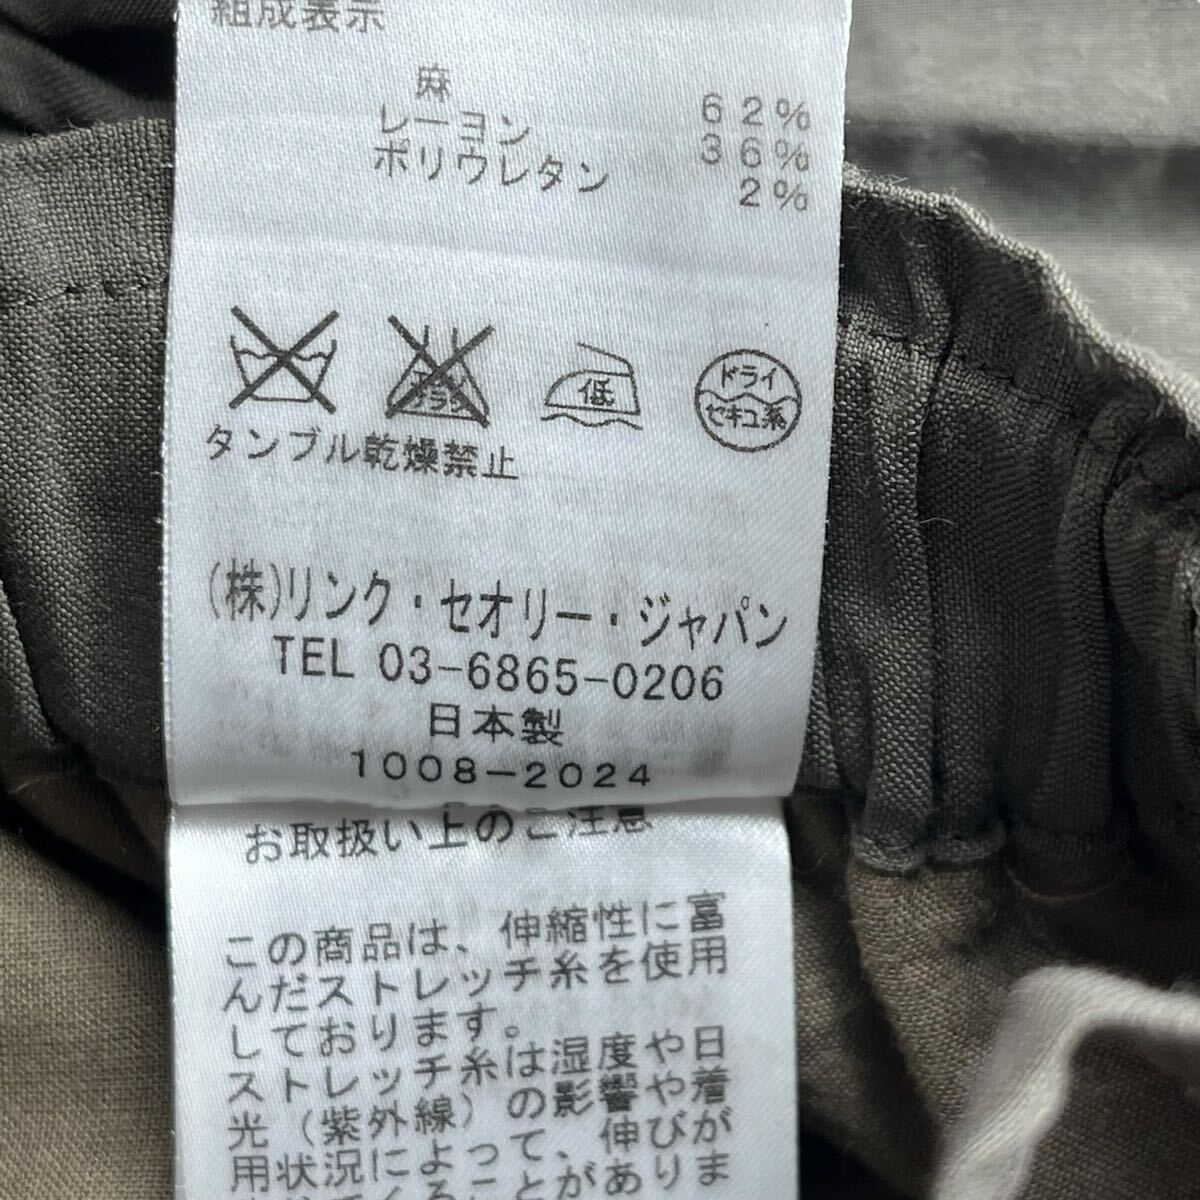 組成表示
麻 62%
レーヨン 36%
ポリウレタン 2%
低
ドライ
セキユ系
タンブル乾燥禁止
(株)リンク・セオリー・ジャパン
TEL 03-6865-0206
日本製
1008-2024
お取扱い上のご注意
この商品は、伸縮性に富
んだストレッチ糸を使用
しております。
ストレッチ糸は湿度や日
光（紫外線）の影響や着
用状況によって、伸びが